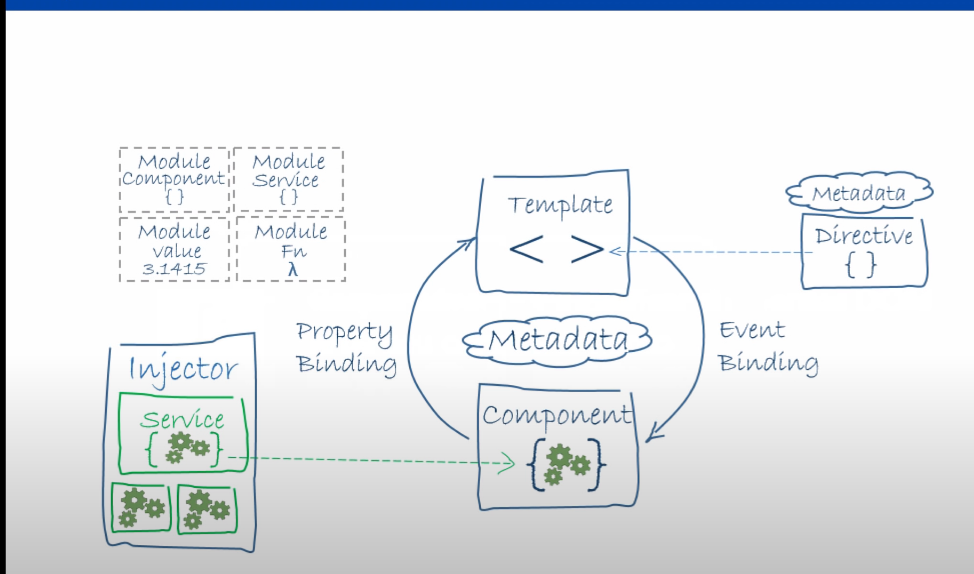 Module
Component
{ }
Module
Service
{ }
Module
value
3.1415
Module
Fn
λ
Template
< >
Metadata
Directive
{ }
Property
Binding
Metadata
Event
Binding
Injector
Service
{ }
Component
{ }